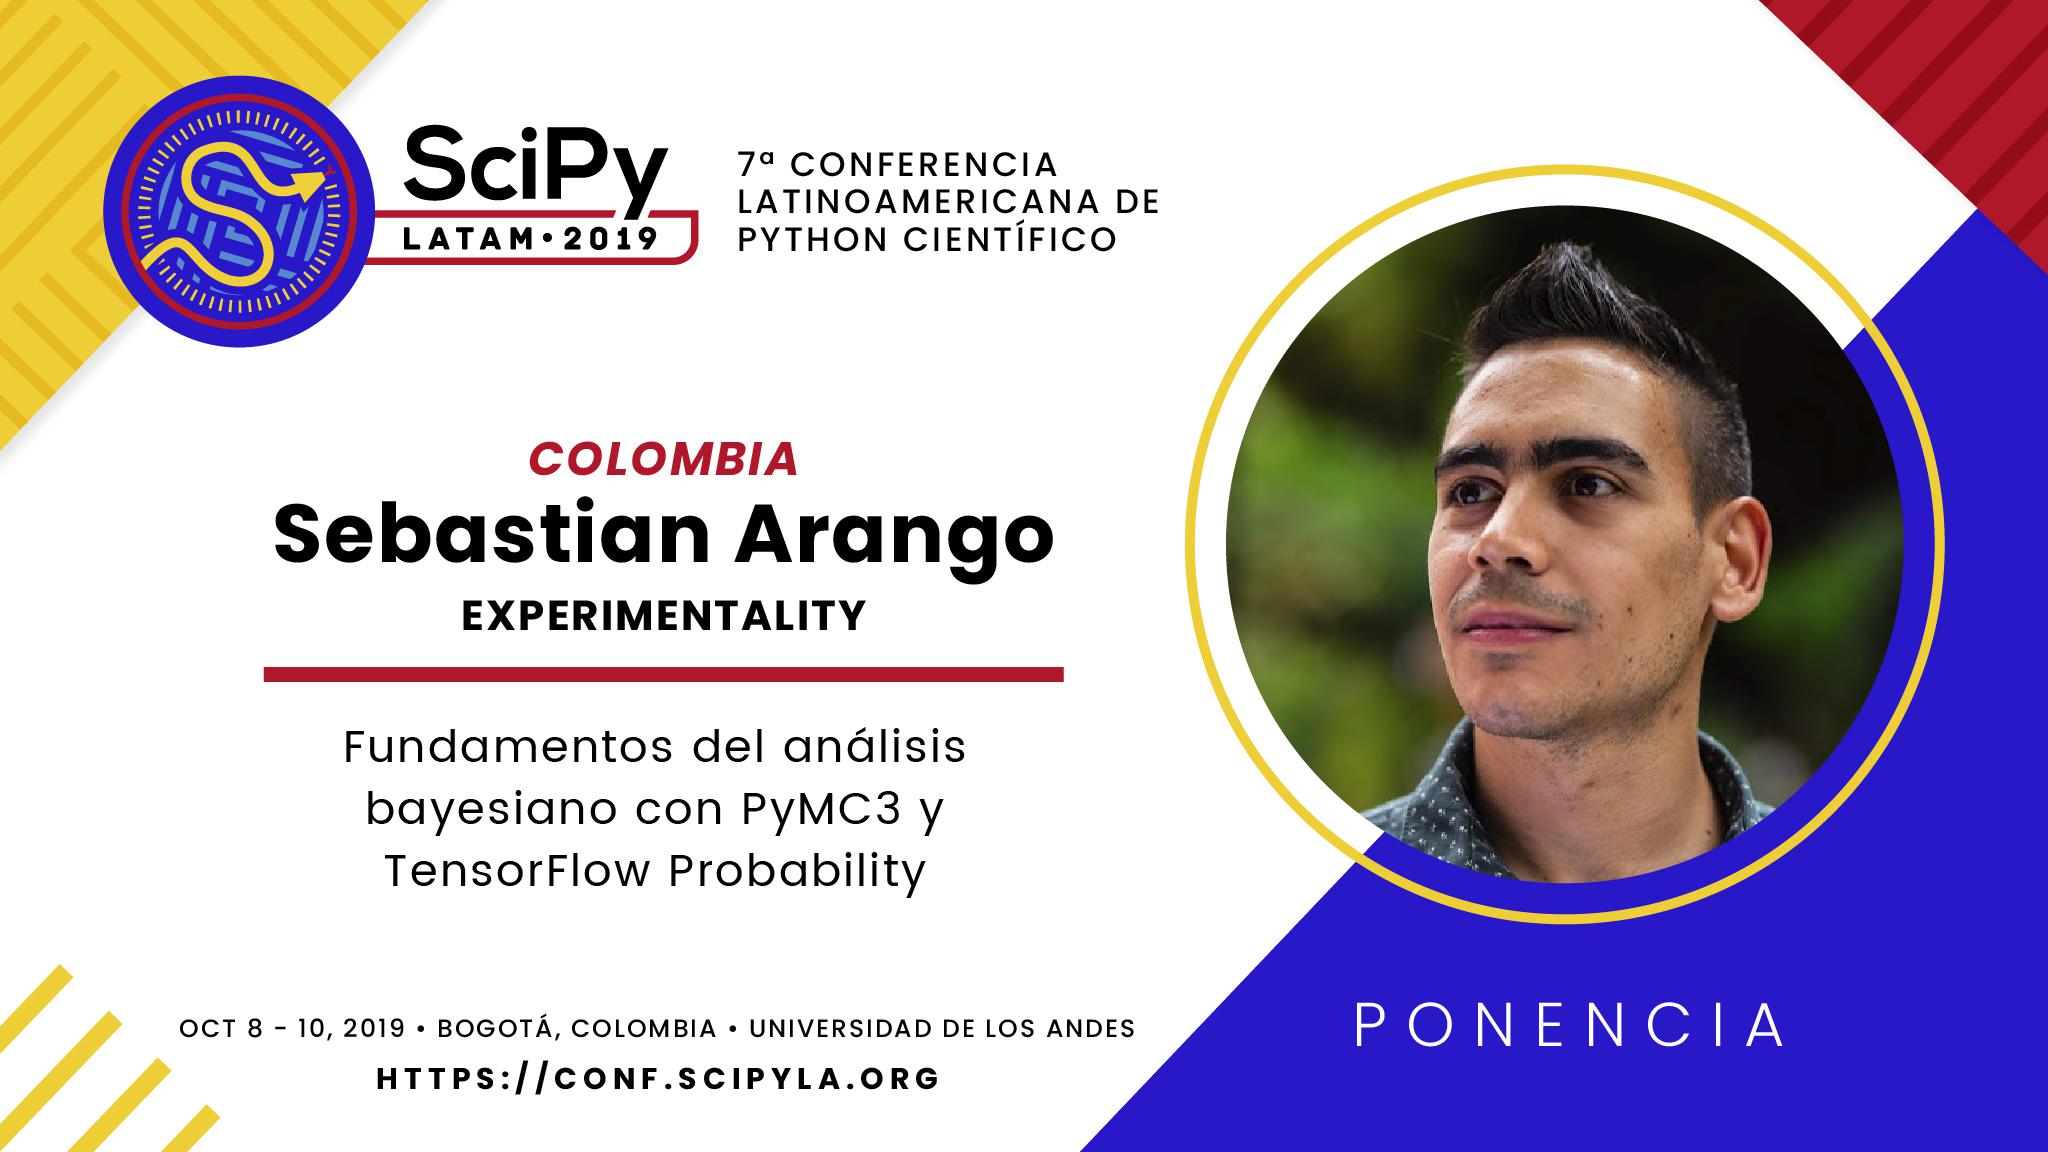 SciPy
LATAM•2019
7ª CONFERENCIA
LATINOAMERICANA DE
PYTHON CIENTÍFICO
COLOMBIA
Sebastian Arango
EXPERIMENTALITY
Fundamentos del análisis
bayesiano con PyMC3 y
TensorFlow Probability
OCT 8 - 10, 2019 • BOGOTÁ, COLOMBIA • UNIVERSIDAD DE LOS ANDES
HTTPS://CONF.SCIPYLA.ORG
PONENCIA